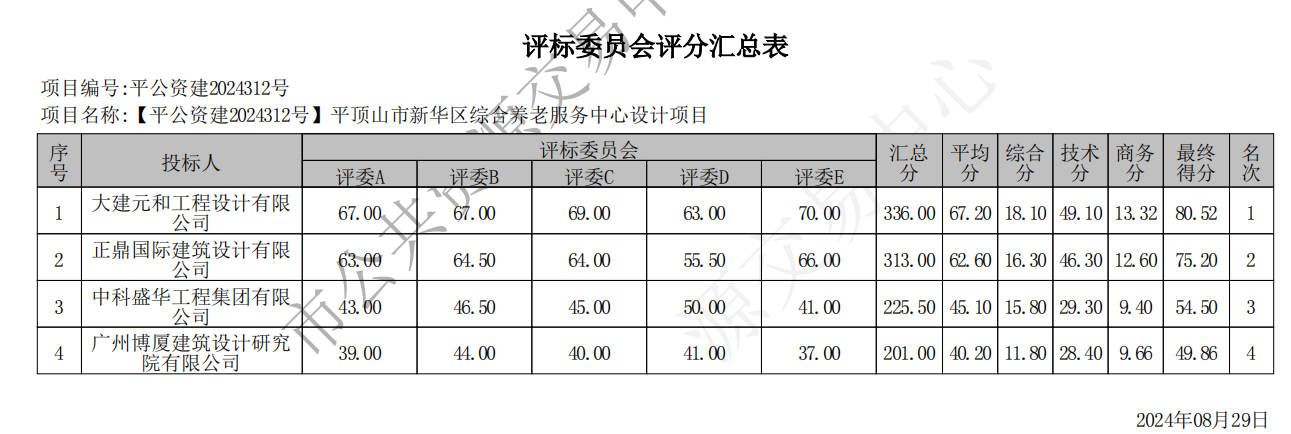 评标委员会评分汇总表
项目编号:平公资建2024312号
项目名称:【平公资建2024312号】平顶山市新华区综合养老服务中心设计项目
序号 投标人 评标委员会 汇总分 平均分 综合分 技术分 商务分 最终得分 名次
评委A 评委B 评委C 评委D 评委E
1 大建元和工程设计有限公司 67.00 67.00 69.00 63.00 70.00 336.00 67.20 18.10 49.10 13.32 80.52 1
2 正鼎国际建筑设计有限公司 63.00 64.50 64.00 55.50 66.00 313.00 62.60 16.30 46.30 12.60 75.20 2
3 中科盛华工程集团有限公司 43.00 46.50 45.00 50.00 41.00 225.50 45.10 15.80 29.30 9.40 54.50 3
4 广州博厦建筑设计研究院有限公司 39.00 44.00 40.00 41.00 37.00 201.00 40.20 11.80 28.40 9.66 49.86 4
2024年08月29日
市公共资源交易中
源交易中心